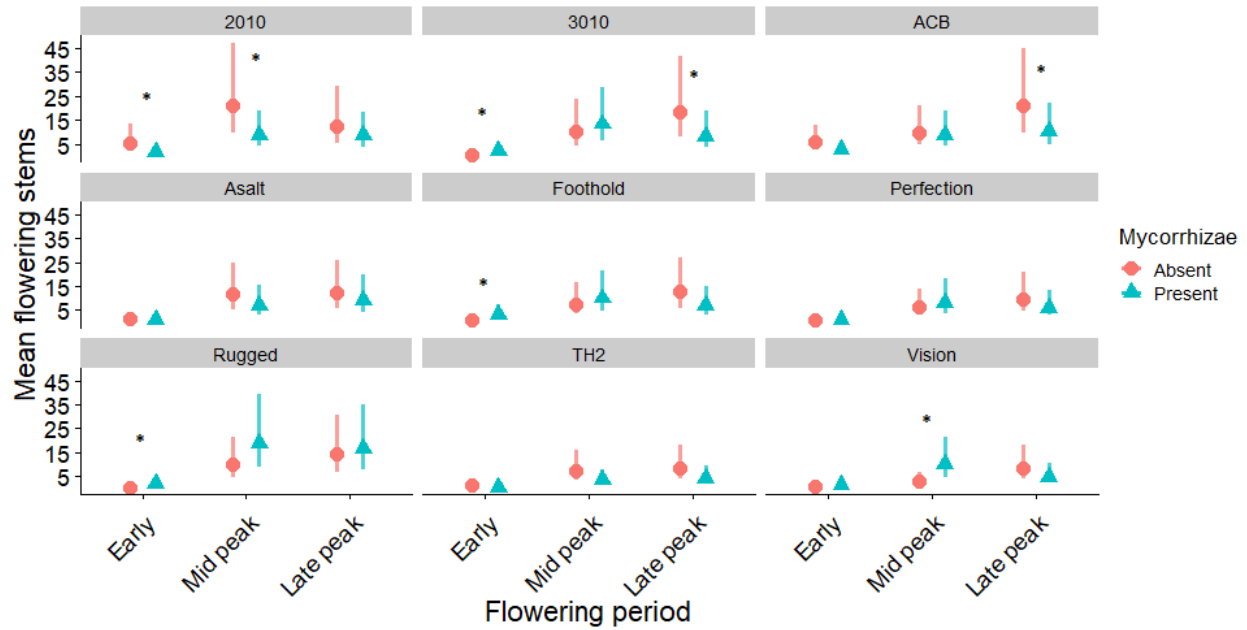 2010 3010 ACB
45
35
25
15
5
* * * * *
Asalt Foothold Perfection
45
35
25
15
5
*
Rugged TH2 Vision
45
35
25
15
5
* *
Mean flowering stems
Early Mid peak Late peak Early Mid peak Late peak Early Mid peak Late peak
Flowering period
Mycorrhizae
Absent
Present